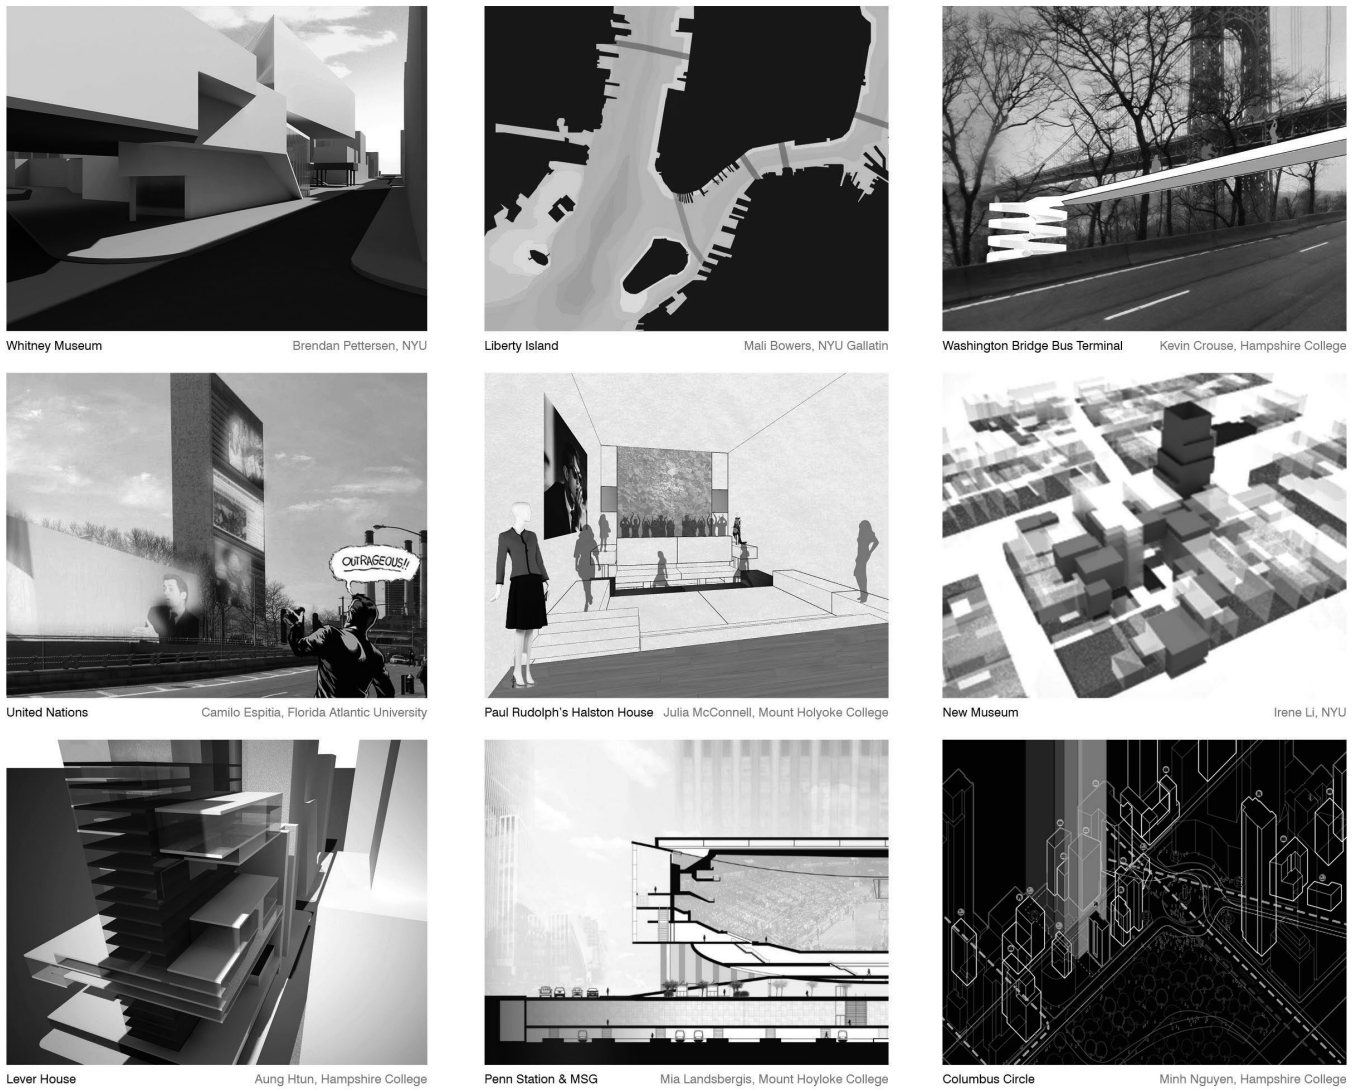 Whitney Museum Brendan Pettersen, NYU
Liberty Island Mali Bowers, NYU Gallatin
Washington Bridge Bus Terminal Kevin Crouse, Hampshire College
OUTRAGEOUS!!
United Nations Camilo Espitia, Florida Atlantic University
Paul Rudolph's Halston House Julia McConnell, Mount Holyoke College
New Museum Irene Li, NYU
Lever House Aung Htun, Hampshire College
Penn Station & MSG Mia Landsbergis, Mount Hoyloke College
Columbus Circle Minh Nguyen, Hampshire College